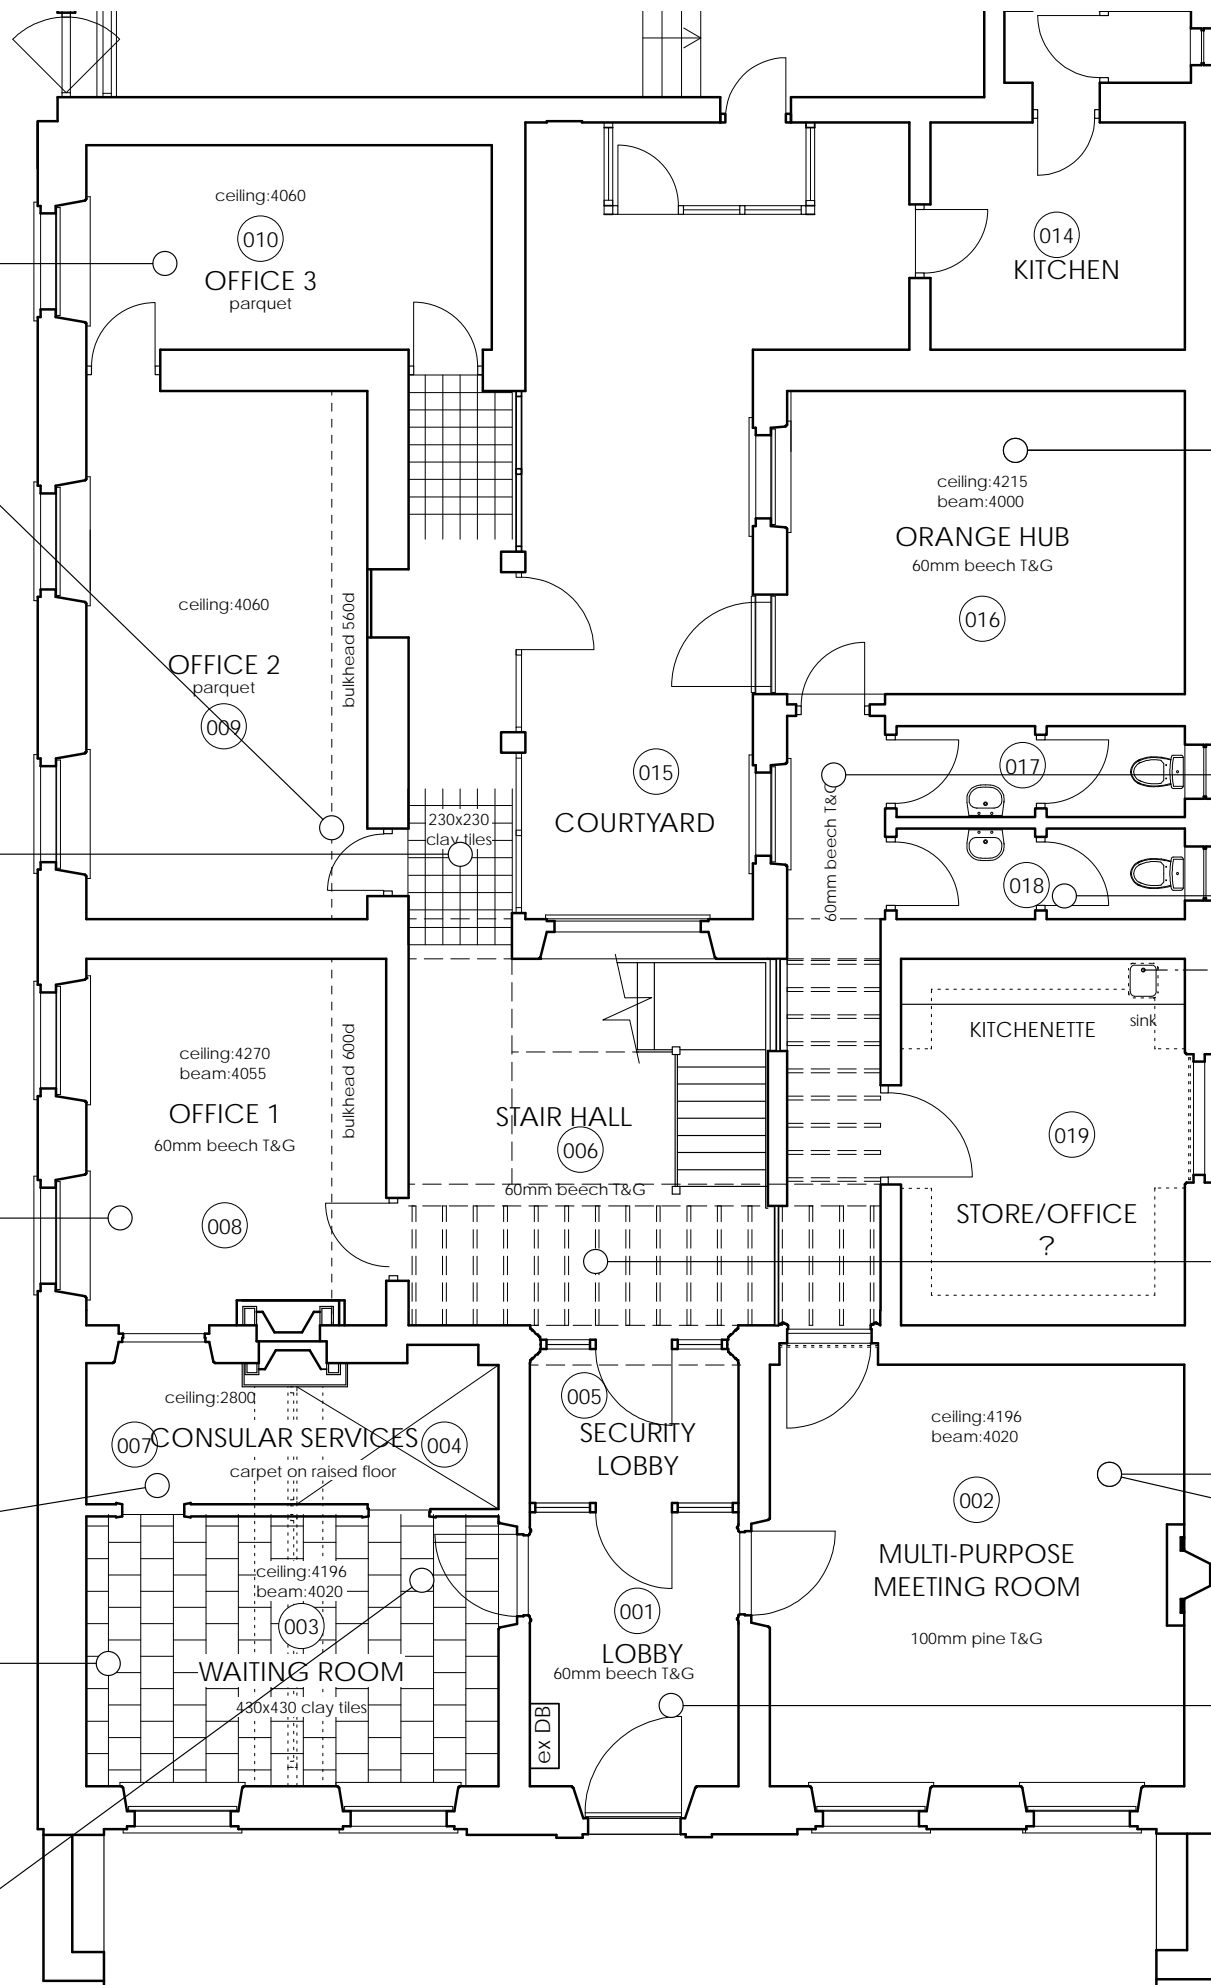 ceiling:4060
010
OFFICE 3
parquet
014
KITCHEN
ceiling:4215
beam:4000
ORANGE HUB
60mm beech T&G
016
ceiling:4060
bulkhead 560d
OFFICE 2
parquet
009
015
COURTYARD
017
60mm beech T&G
230x230
clay tiles
018
ceiling:4270
beam:4055
OFFICE 1
60mm beech T&G
bulkhead 600d
008
STAIR HALL
006
60mm beech T&G
KITCHENETTE
sink
019
STORE/OFFICE
?
ceiling:2800
007
CONSULAR SERVICES
004
carpet on raised floor
005
SECURITY
LOBBY
ceiling:4196
beam:4020
002
MULTI-PURPOSE
MEETING ROOM
100mm pine T&G
ceiling:4196
beam:4020
003
WAITING ROOM
430x430 clay tiles
001
LOBBY
60mm beech T&G
ex DB